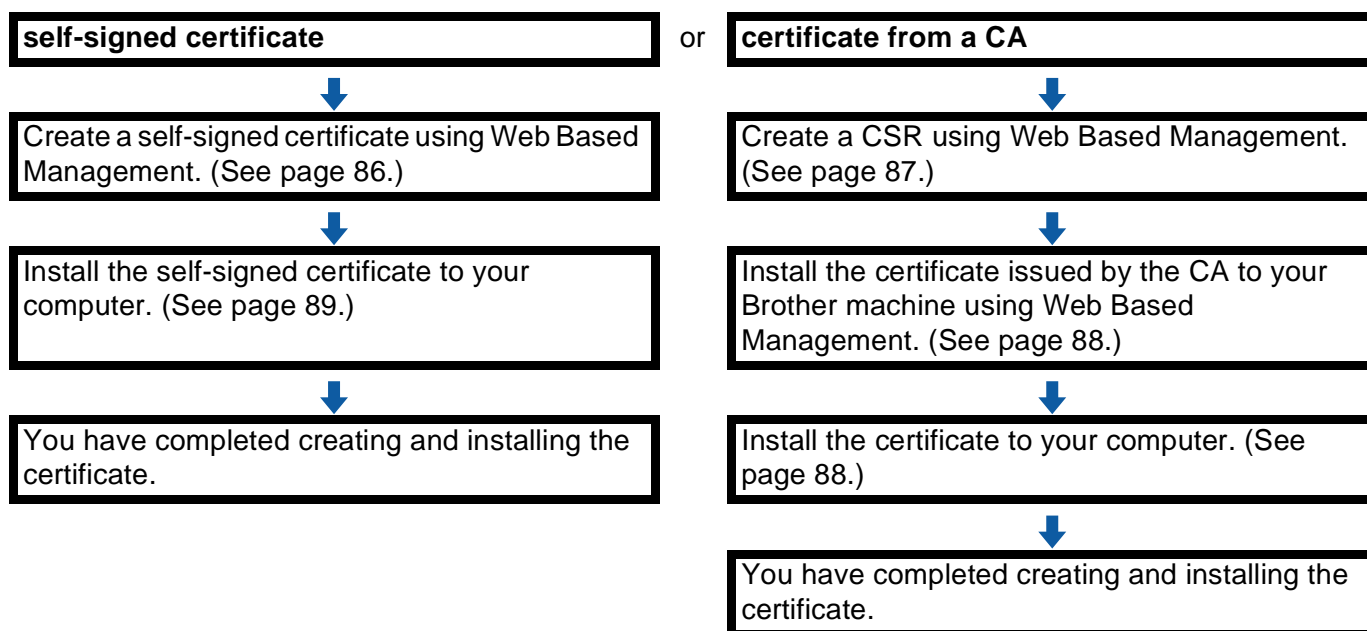 self-signed certificate
or
certificate from a CA
Create a self-signed certificate using Web Based
Management. (See page 86.)
Create a CSR using Web Based Management.
(See page 87.)
Install the self-signed certificate to your
computer. (See page 89.)
Install the certificate issued by the CA to your
Brother machine using Web Based
Management. (See page 88.)
You have completed creating and installing the
certificate.
Install the certificate to your computer. (See
page 88.)
You have completed creating and installing the
certificate.